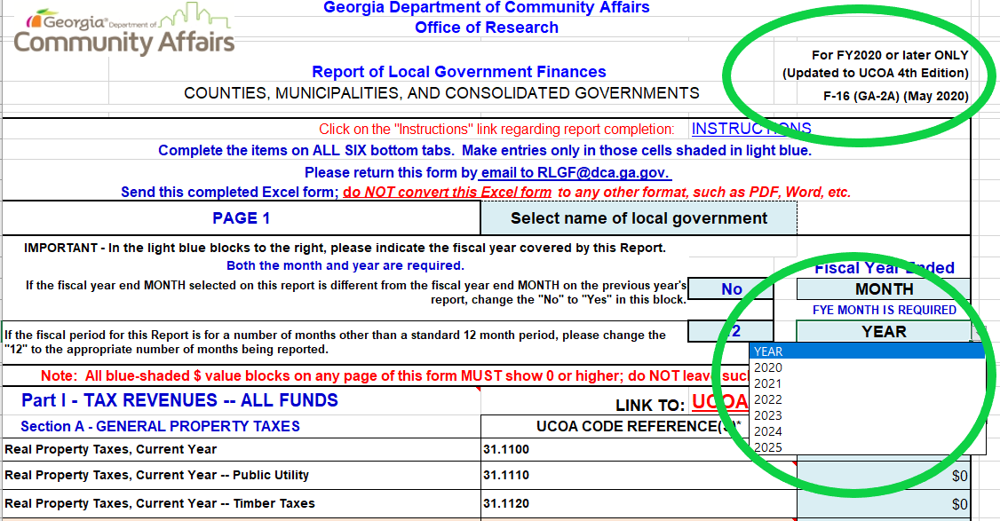 Georgia Department of Community Affairs
Office of Research
Georgia® Department of
Community Affairs
For FY2020 or later ONLY
(Updated to UCOA 4th Edition)
Report of Local Government Finances
COUNTIES, MUNICIPALITIES, AND CONSOLIDATED GOVERNMENTS
F-16 (GA-2A) (May 2020)
Click on the "Instructions" link regarding report completion: INSTRUCTIONS
Complete the items on ALL SIX bottom tabs. Make entries only in those cells shaded in light blue.
Please return this form by email to RLGF@dca.ga.gov.
Send this completed Excel form; do NOT convert this Excel form to any other format, such as PDF, Word, etc.
PAGE 1 Select name of local government
IMPORTANT - In the light blue blocks to the right, please indicate the fiscal year covered by this Report.
Both the month and year are required.
Fiscal Year Ended
If the fiscal year end MONTH selected on this report is different from the fiscal year end MONTH on the previous year's
report, change the "No" to "Yes" in this block.
No
MONTH
FYE MONTH IS REQUIRED
If the fiscal period for this Report is for a number of months other than a standard 12 month period, please change the
"12" to the appropriate number of months being reported.
2
YEAR
YEAR
2020
2021
2022
2023
2024
2025
Note: All blue-shaded $ value blocks on any page of this form MUST show 0 or higher; do NOT leave suc
Part I - TAX REVENUES -- ALL FUNDS LINK TO: UCOA
Section A - GENERAL PROPERTY TAXES UCOA CODE REFERENCE(S)*
Real Property Taxes, Current Year 31.1100
Real Property Taxes, Current Year -- Public Utility 31.1110 $0
Real Property Taxes, Current Year -- Timber Taxes 31.1120 $0